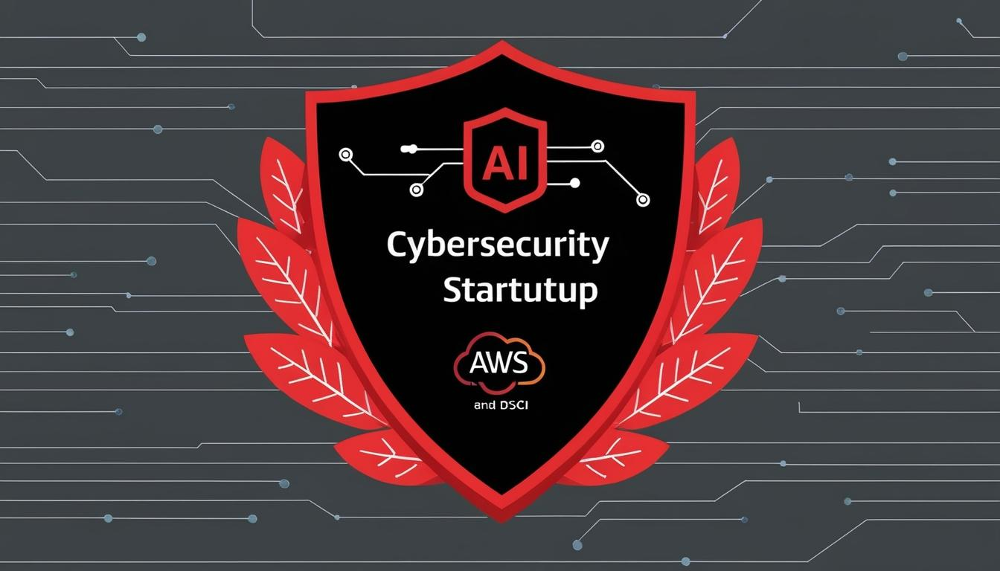 AI
Cybersecurity
Startutup
AWS
and DSCI